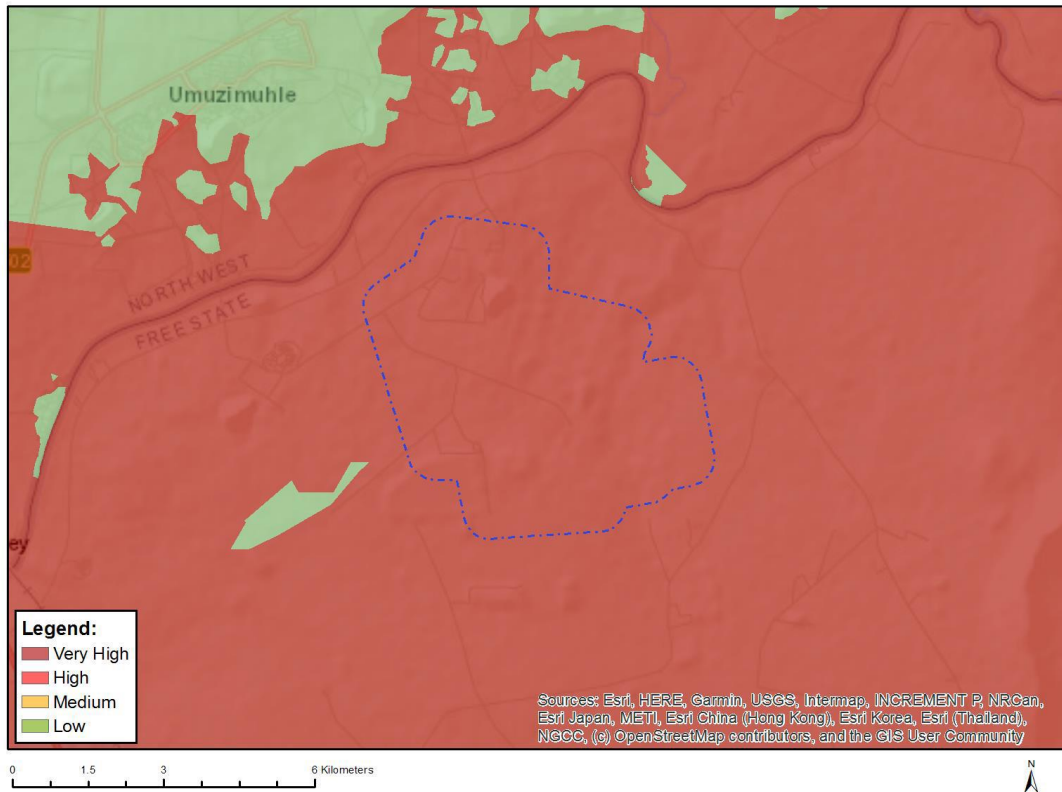 Umuzimuhle
02
NORTH WEST
FREE STATE
ey
Legend:
Very High
High
Medium
Low
Sources: Esri, HERE, Garmin, USGS, Intermap, INCREMENT P, NRCan,
Esri Japan, METI, Esri China (Hong Kong), Esri Korea, Esri (Thailand),
NGCC, (c) OpenStreetMap contributors, and the GIS User Community
0 1.5 3 6 Kilometers
N